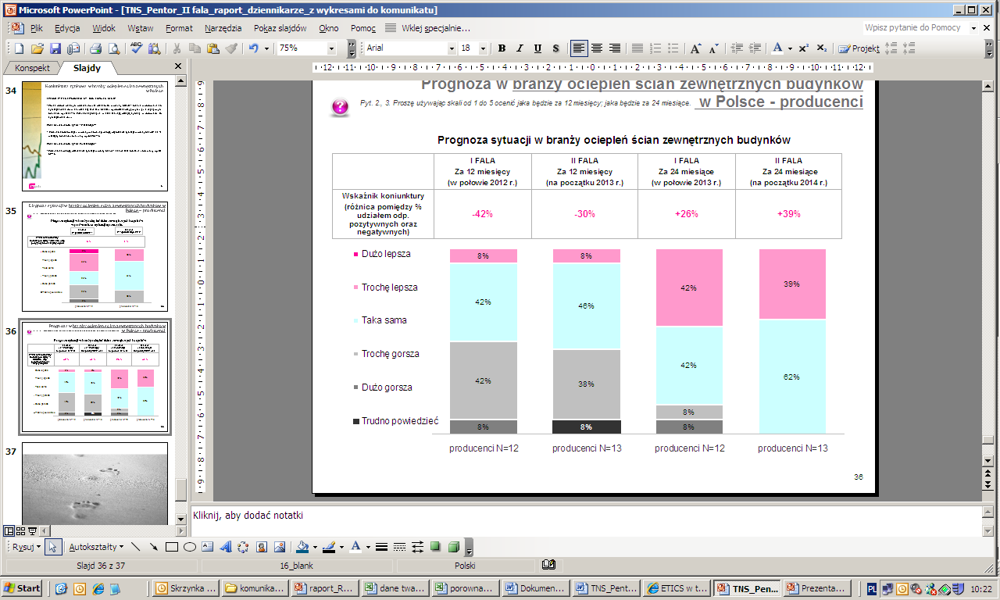 Microsoft PowerPoint - [TNS_Pentor_II fala_raport_dziennikarze_z wykresami do komunikatu]
Plik Edycja Widok Wstaw Format Narzędzia Pokaz slajdów Okno Pomoc Wklej specjalnie... Wpisz pytanie do Pomocy
75% Arial 18 B I U S A A A x² x₂ Projekt
Konspekt Slajdy
34
35
36
37
Prognoza w branży ociepleń ścian zewnętrznych budynków
w Polsce - producenci
Pyt. 2., 3. Proszę używając skali od 1 do 5 ocenić jaka będzie za 12 miesięcy; jaka będzie za 24 miesiące.
Prognoza sytuacji w branży ociepleń ścian zewnętrznych budynków
I FALA II FALA I FALA II FALA
Za 12 miesięcy Za 12 miesięcy Za 24 miesiące Za 24 miesiące
(w połowie 2012 r.) (na początku 2013 r.) (w połowie 2013 r.) (na początku 2014 r.)
Wskaźnik koniunktury
(różnica pomiędzy %
udziałem odp.
pozytywnych oraz
negatywnych)
-42% -30% +26% +39%
Dużo lepsza
Trochę lepsza
Taka sama
Trochę gorsza
Dużo gorsza
Trudno powiedzieć
8% 42% 42% 8%
8% 46% 38% 8%
42% 42% 8% 8%
39% 62%
producenci N=12 producenci N=13 producenci N=12 producenci N=13
36
Kliknij, aby dodać notatki
Rysuj Autokształty
Slajd 36 z 37 16_blank Polski
Start Skrzynka ... komunika... raport_R... dane twa... porowna... Dokumen... TNS_Pent... ETICS w t... TNS_Pen... Prezenta... PL 10:22